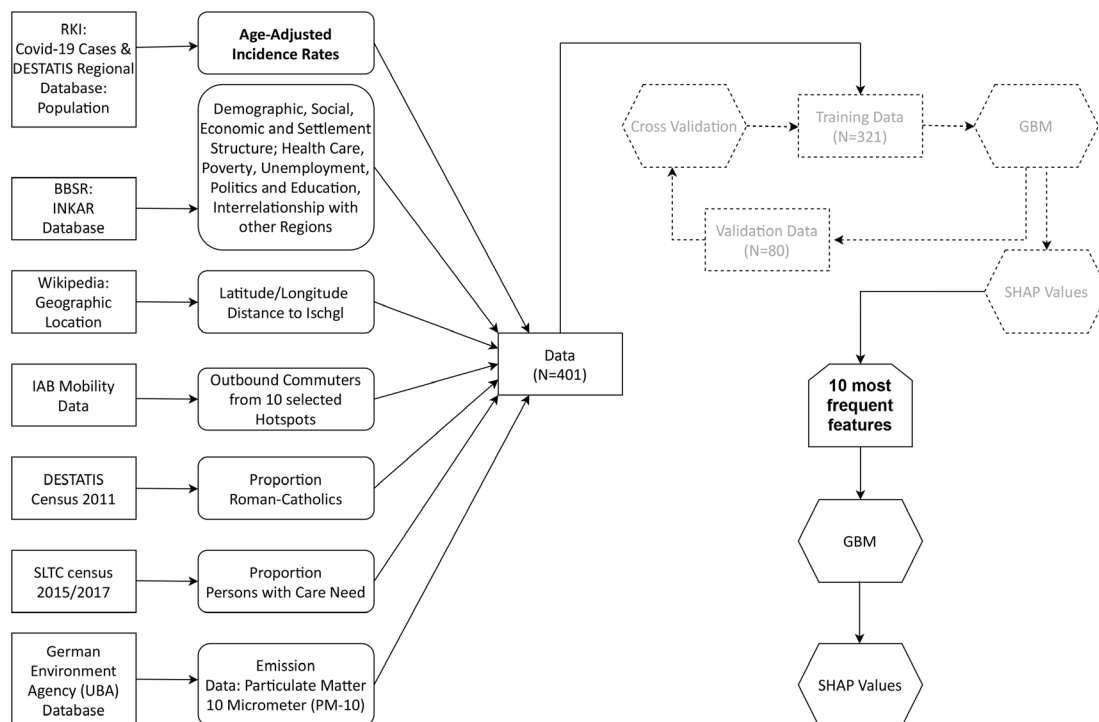 RKI:
Covid-19 Cases &
DESTATIS Regional
Database:
Population
Age-Adjusted
Incidence Rates
BBSR:
INKAR
Database
Demographic, Social,
Economic and Settlement
Structure; Health Care,
Poverty, Unemployment,
Politics and Education,
Interrelationship with
other Regions
Wikipedia:
Geographic
Location
Latitude/Longitude
Distance to Ischgl
IAB Mobility
Data
Outbound Commuters
from 10 selected
Hotspots
DESTATIS
Census 2011
Proportion
Roman-Catholics
SLTC census
2015/2017
Proportion
Persons with Care Need
German
Environment
Agency (UBA)
Database
Emission
Data: Particulate Matter
10 Micrometer (PM-10)
Data
(N=401)
Cross Validation
Training Data
(N=321)
GBM
Validation Data
(N=80)
SHAP Values
10 most
frequent
features
GBM
SHAP Values